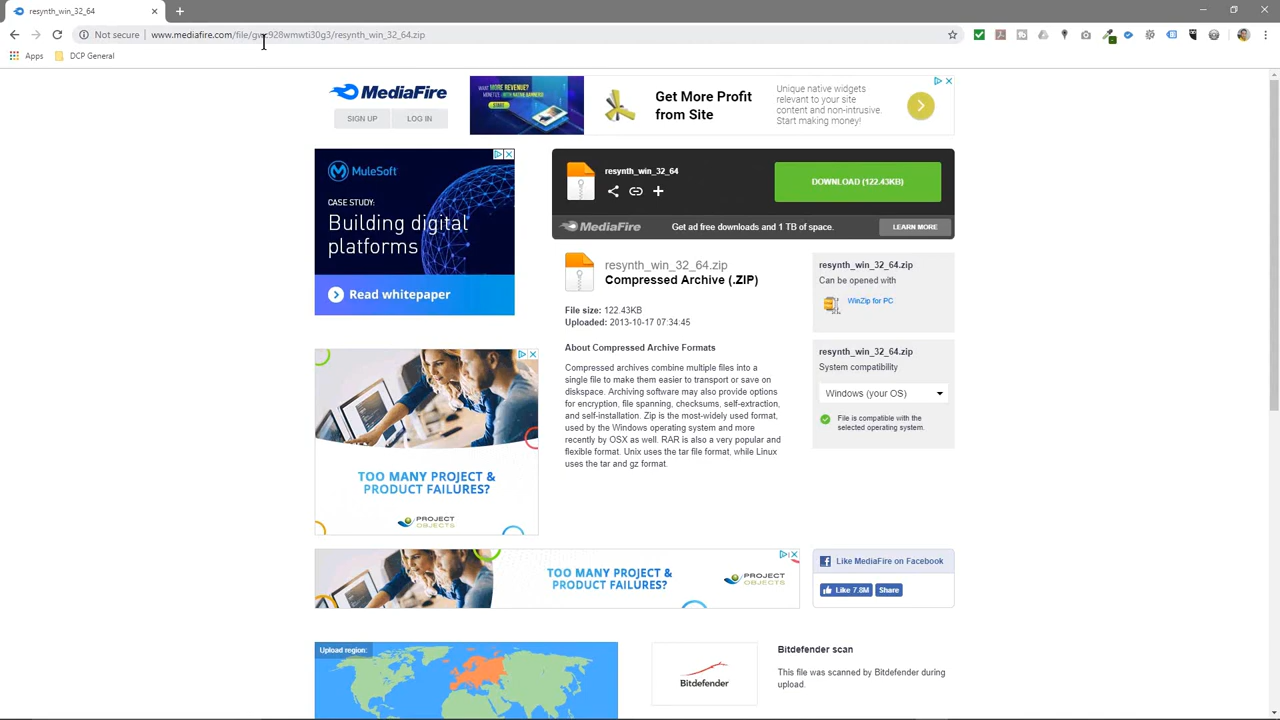 resynth_win_32_64
Not secure
www.mediafire.com/file/gw
928wmwti30g3/resynth_win_32_64.zip
Apps
DCP General
MediaFire
SIGN UP
LOG IN
WANT MORE REVENUE?
START
Get More Profit
from Site
Unique native widgets
relevant to your site
content and non-intrusive.
Start making money!
MuleSoft
CASE STUDY:
Building digital
platforms
Read whitepaper
resynth_win_32_64
DOWNLOAD (122.43KB)
MediaFire
Get ad free downloads and 1 TB of space.
LEARN MORE
resynth_win_32_64.zip
Compressed Archive (.ZIP)
File size: 122.43KB
Uploaded: 2013-10-17 07:34:45
About Compressed Archive Formats
Compressed archives combine multiple files into a
single file to make them easier to transport or save on
diskspace. Archiving software may also provide options
for encryption, file spanning, checksums, self-extraction,
and self-installation. Zip is the most-widely used format,
used by the Windows operating system and more
recently by OSX as well. RAR is also a very popular and
flexible format. Unix uses the tar file format, while Linux
uses the tar and gz format.
resynth_win_32_64.zip
Can be opened with
WinZip for PC
resynth_win_32_64.zip
System compatibility
Windows (your OS)
File is compatible with the
selected operating system.
TOO MANY PROJECT &
PRODUCT FAILURES?
PROJECT
OBJECTS
TOO MANY PROJECT &
PRODUCT FAILURES?
PROJECT
OBJECTS
Like MediaFire on Facebook
Like 7.8M
Share
Upload region:
Bitdefender
Bitdefender scan
This file was scanned by Bitdefender during
upload.